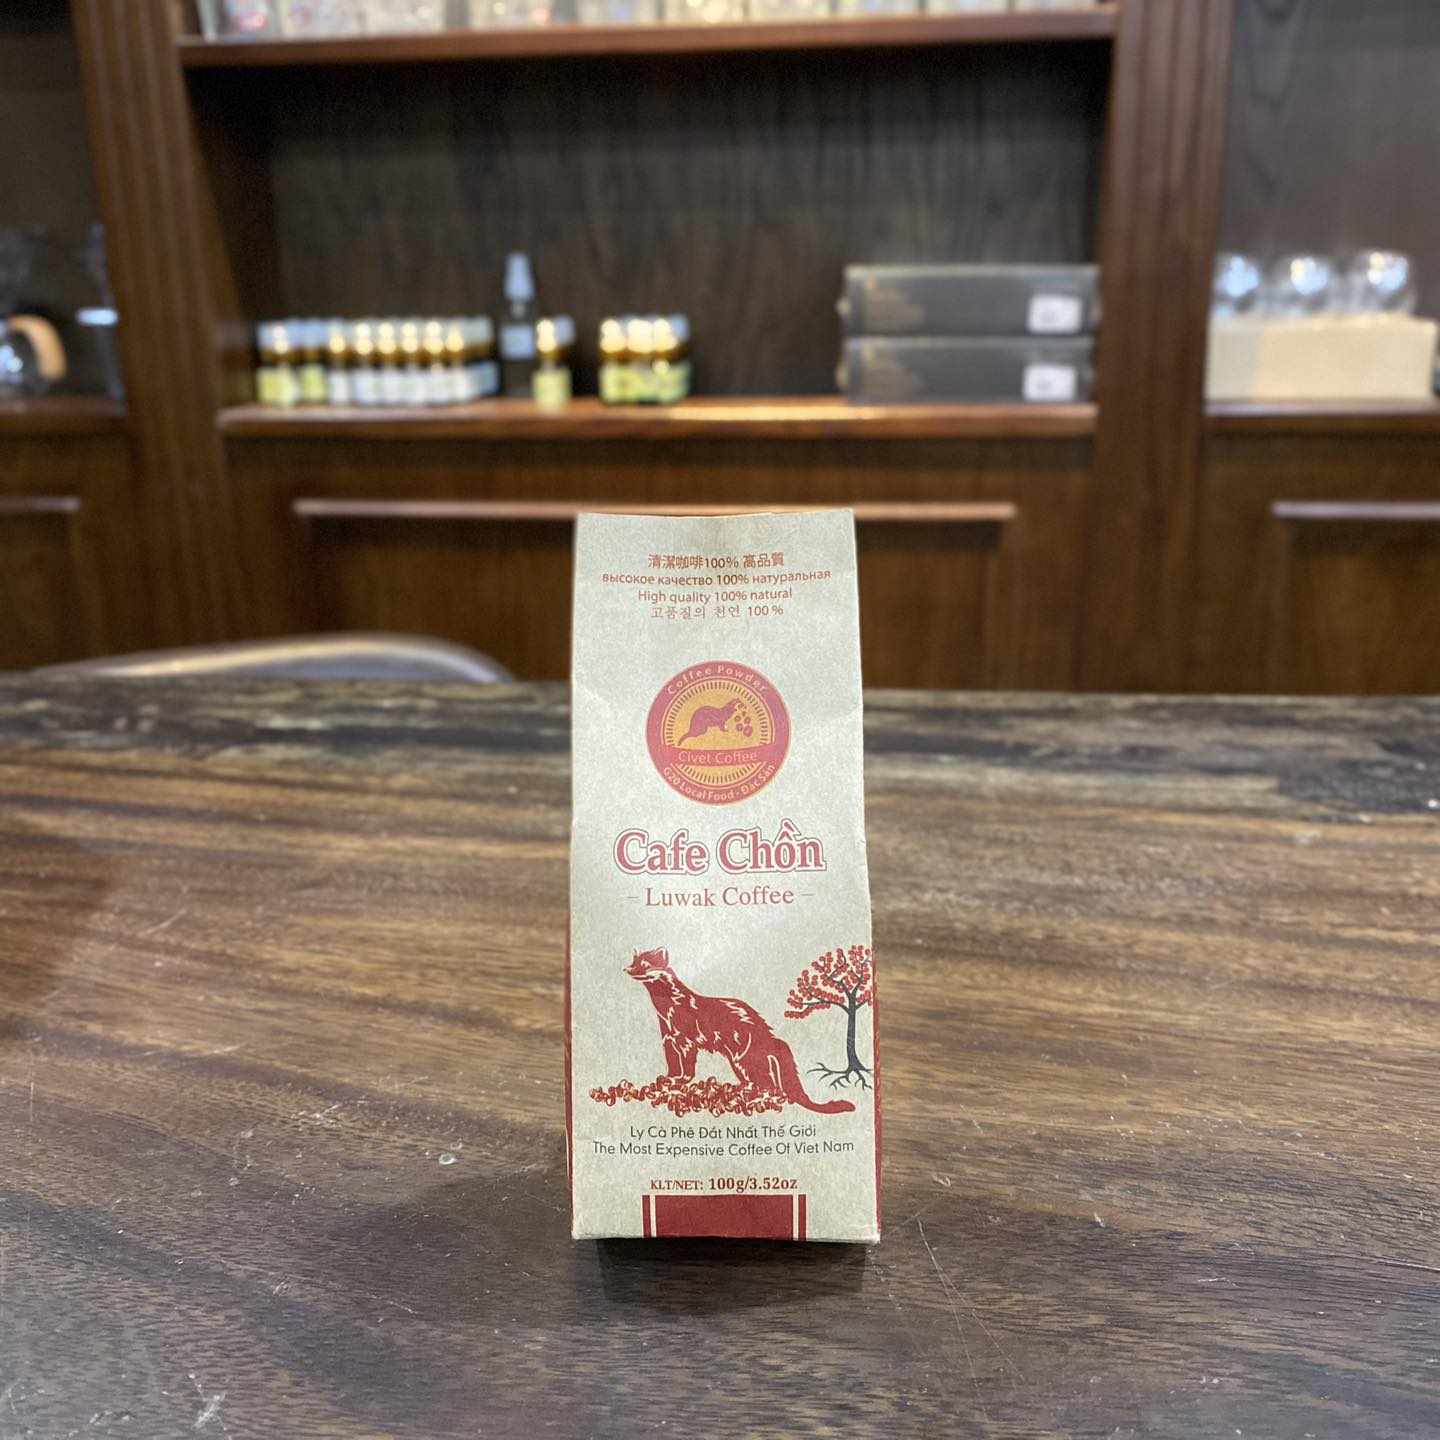 清潔咖啡100% 高品質
высокое качество 100% натуральная
High quality 100% natural
고품질의 천연 100 %
Coffee Powder
Civet Coffee
G20 Local Food - Đặc Sản
Cafe Chồn
- Luwak Coffee -
Ly Cà Phê Đắt Nhất Thế Giới
The Most Expensive Coffee Of Viet Nam
KLT/NET: 100g/3.52oz